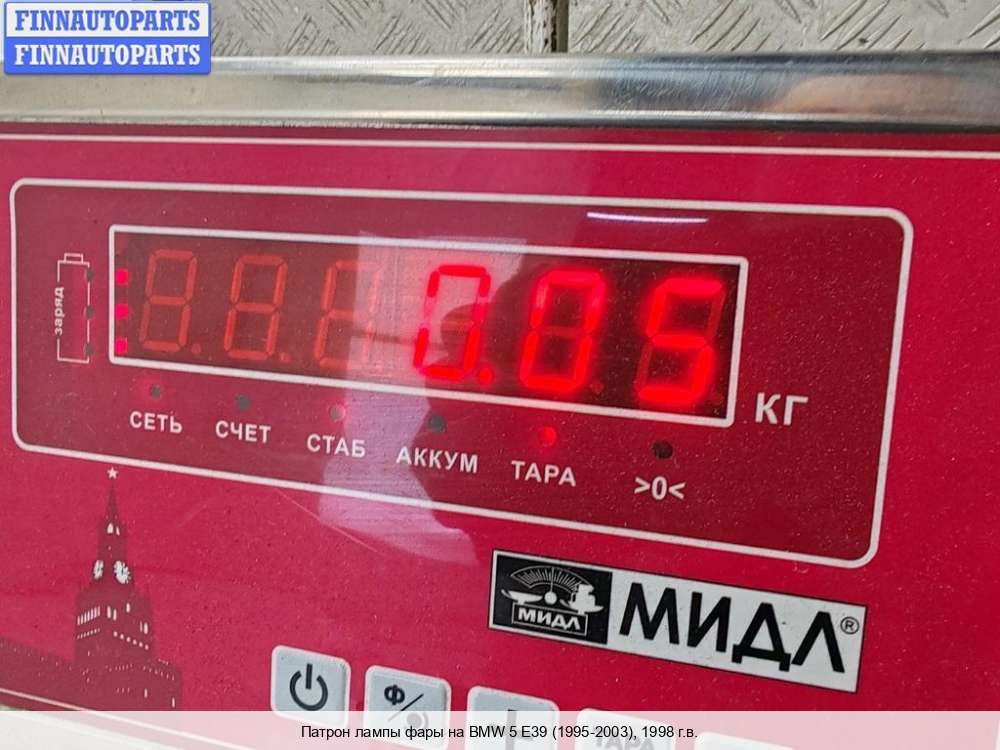 FINNAUTOPARTS
FINNAUTOPARTS
заряд
0.05
КГ
СЕТЬ СЧЕТ СТАБ АККУМ ТАРА >0<
МИДЛ МИДЛ®
Ф/
ТАРА
Патрон лампы фары на BMW 5 E39 (1995-2003), 1998 г.в.